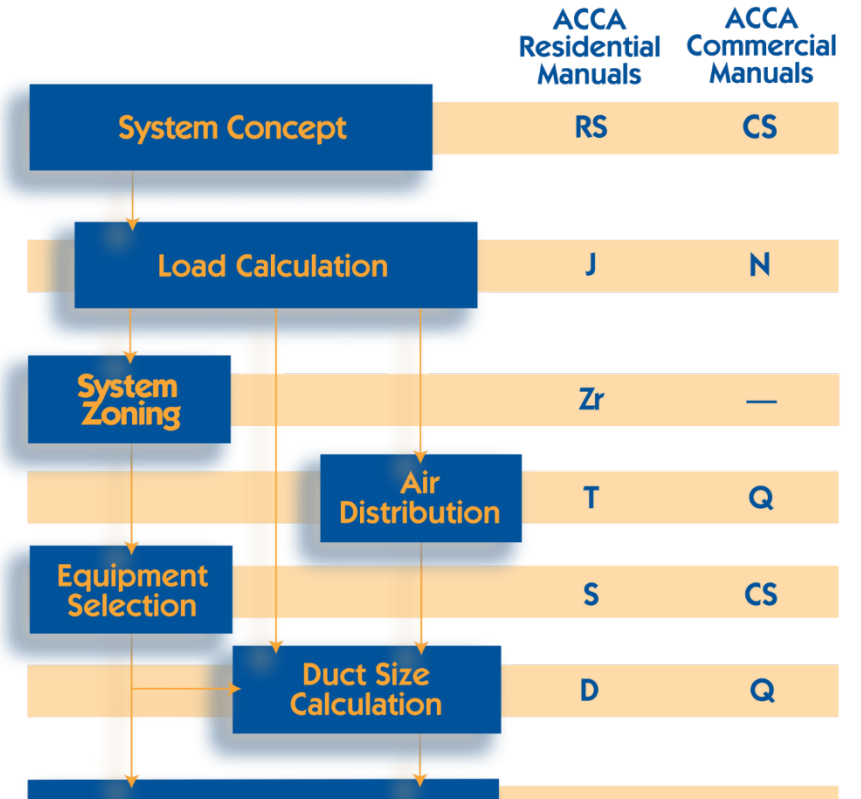 ACCA
Residential
Manuals
ACCA
Commercial
Manuals
System Concept
RS
CS
Load Calculation
J
N
System
Zoning
Zr
—
Air
Distribution
T
Q
Equipment
Selection
S
CS
Duct Size
Calculation
D
Q